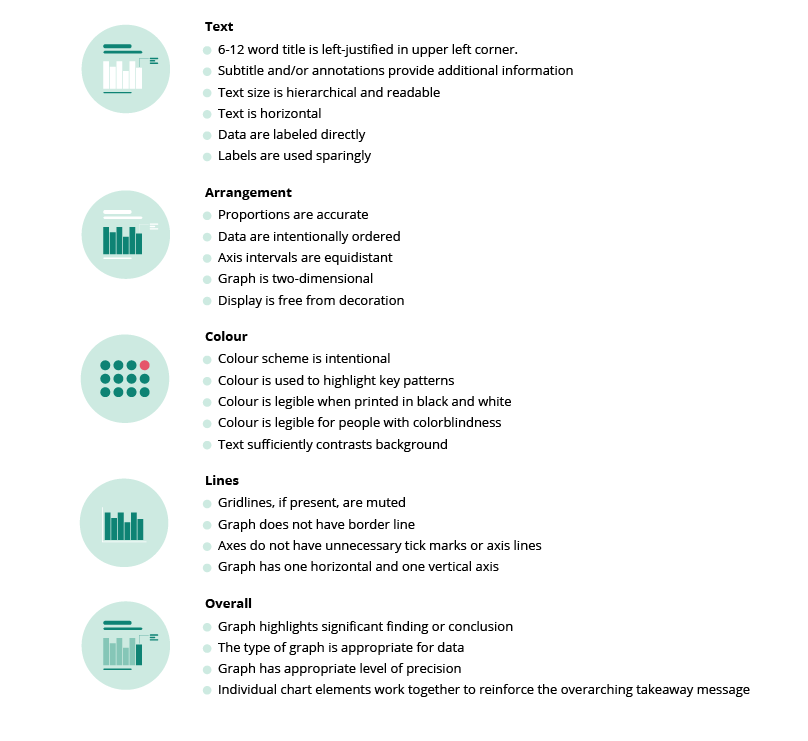 Text
6-12 word title is left-justified in upper left corner.
Subtitle and/or annotations provide additional information
Text size is hierarchical and readable
Text is horizontal
Data are labeled directly
Labels are used sparingly
Arrangement
Proportions are accurate
Data are intentionally ordered
Axis intervals are equidistant
Graph is two-dimensional
Display is free from decoration
Colour
Colour scheme is intentional
Colour is used to highlight key patterns
Colour is legible when printed in black and white
Colour is legible for people with colorblindness
Text sufficiently contrasts background
Lines
Gridlines, if present, are muted
Graph does not have border line
Axes do not have unnecessary tick marks or axis lines
Graph has one horizontal and one vertical axis
Overall
Graph highlights significant finding or conclusion
The type of graph is appropriate for data
Graph has appropriate level of precision
Individual chart elements work together to reinforce the overarching takeaway message